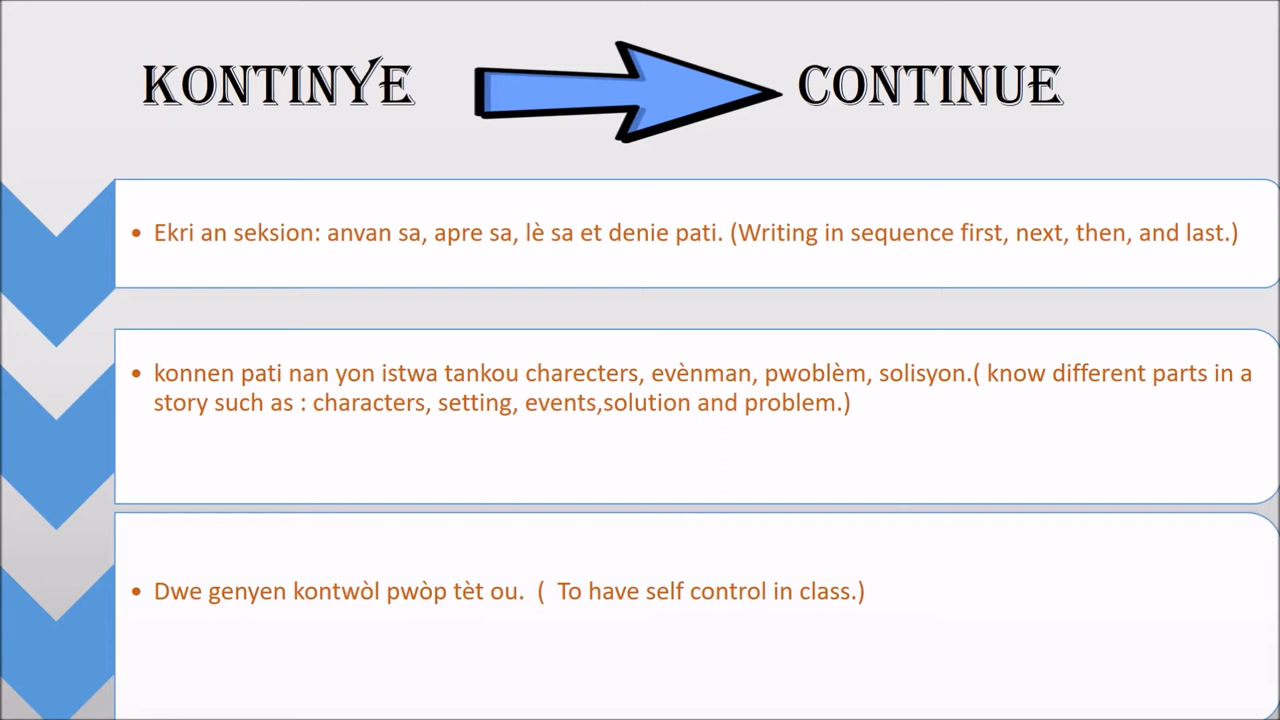 KONTINYE
CONTINUE
• Ekri an seksion: anvan sa, apre sa, lè sa et denie pati. (Writing in sequence first, next, then, and last.)
• konnen pati nan yon istwa tankou charecters, evènman, pwoblèm, solisyon.( know different parts in a
story such as : characters, setting, events,solution and problem.)
• Dwe genyen kontwòl pwòp tèt ou.  (  To have self control in class.)